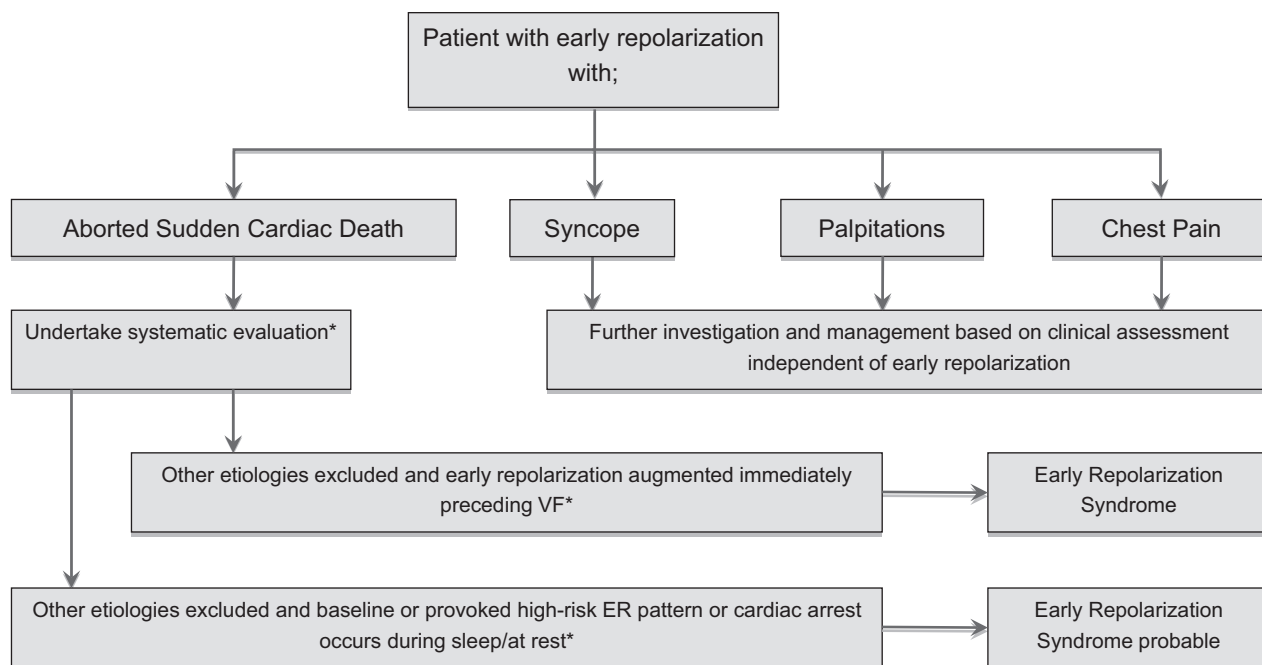 Patient with early repolarization
with;
Aborted Sudden Cardiac Death
Syncope
Palpitations
Chest Pain
Undertake systematic evaluation*
Further investigation and management based on clinical assessment
independent of early repolarization
Other etiologies excluded and early repolarization augmented immediately
preceding VF*
Early Repolarization
Syndrome
Other etiologies excluded and baseline or provoked high-risk ER pattern or cardiac arrest
occurs during sleep/at rest*
Early Repolarization
Syndrome probable